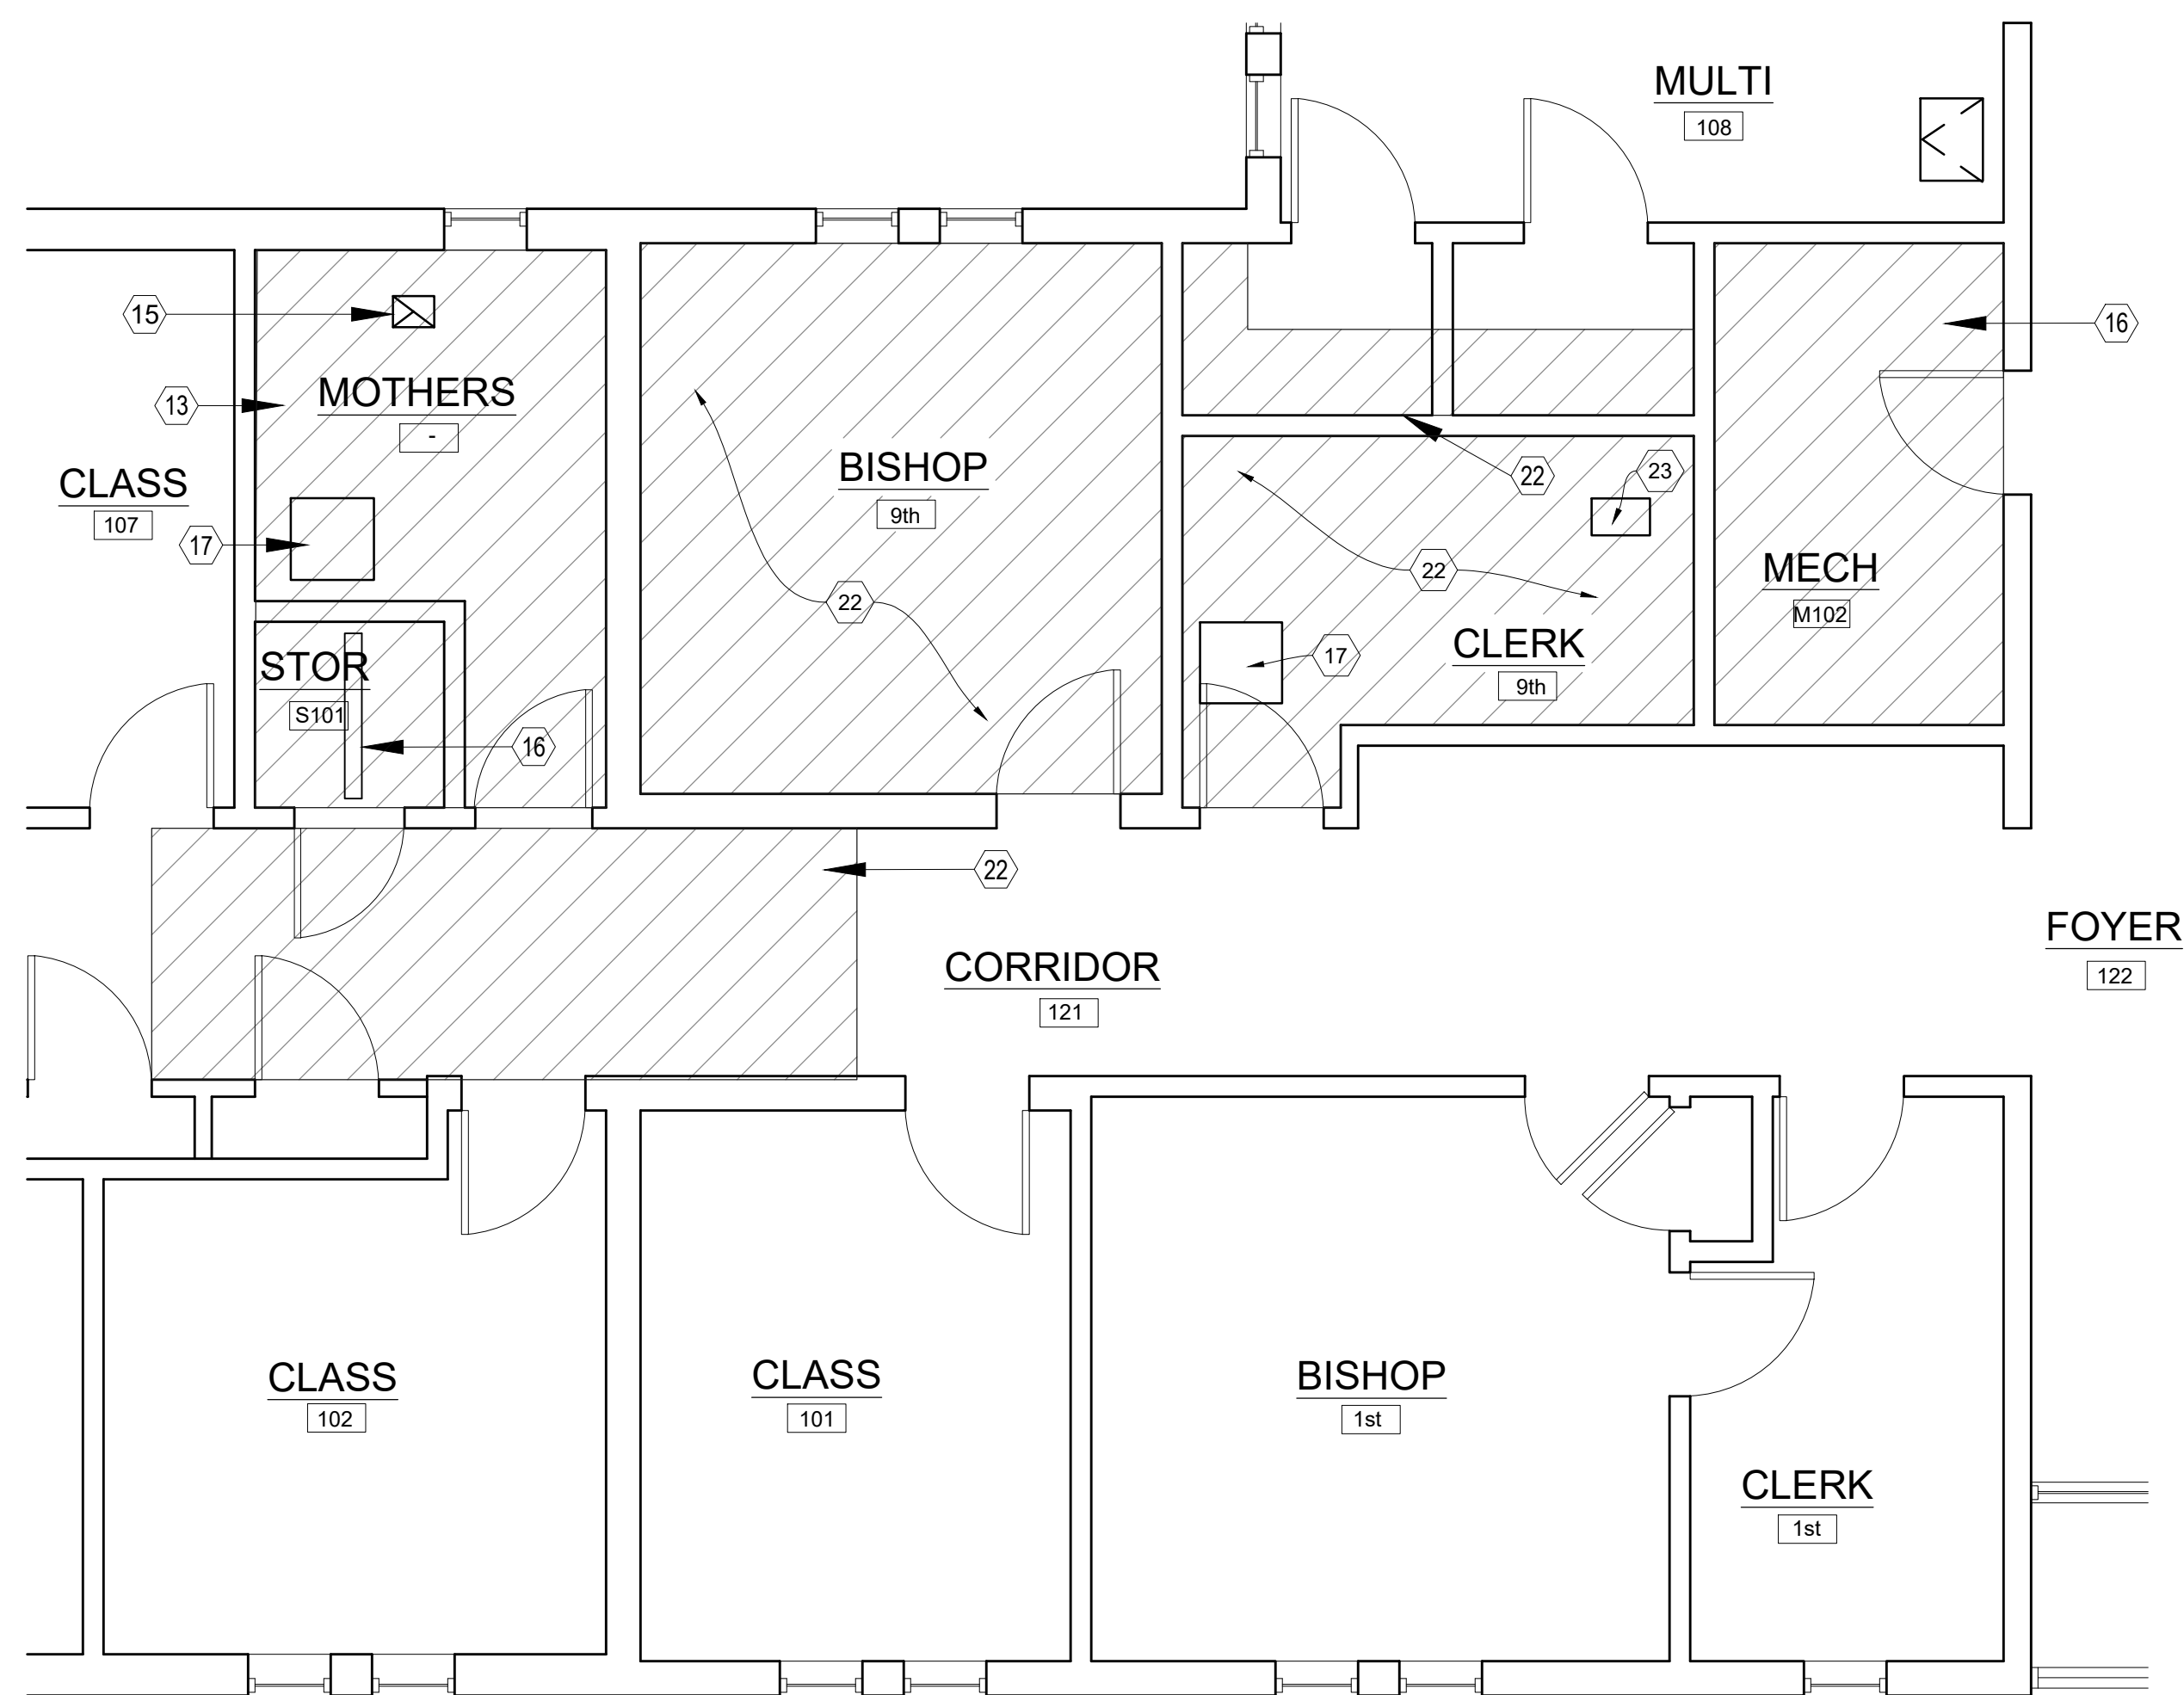 MULTI
108
15
16
13
MOTHERS
-
BISHOP
9th
22
23
CLASS
107
17
22
MECH
M102
22
CLERK
9th
17
STOR
S101
16
22
FOYER
122
CORRIDOR
121
CLASS
102
CLASS
101
BISHOP
1st
CLERK
1st